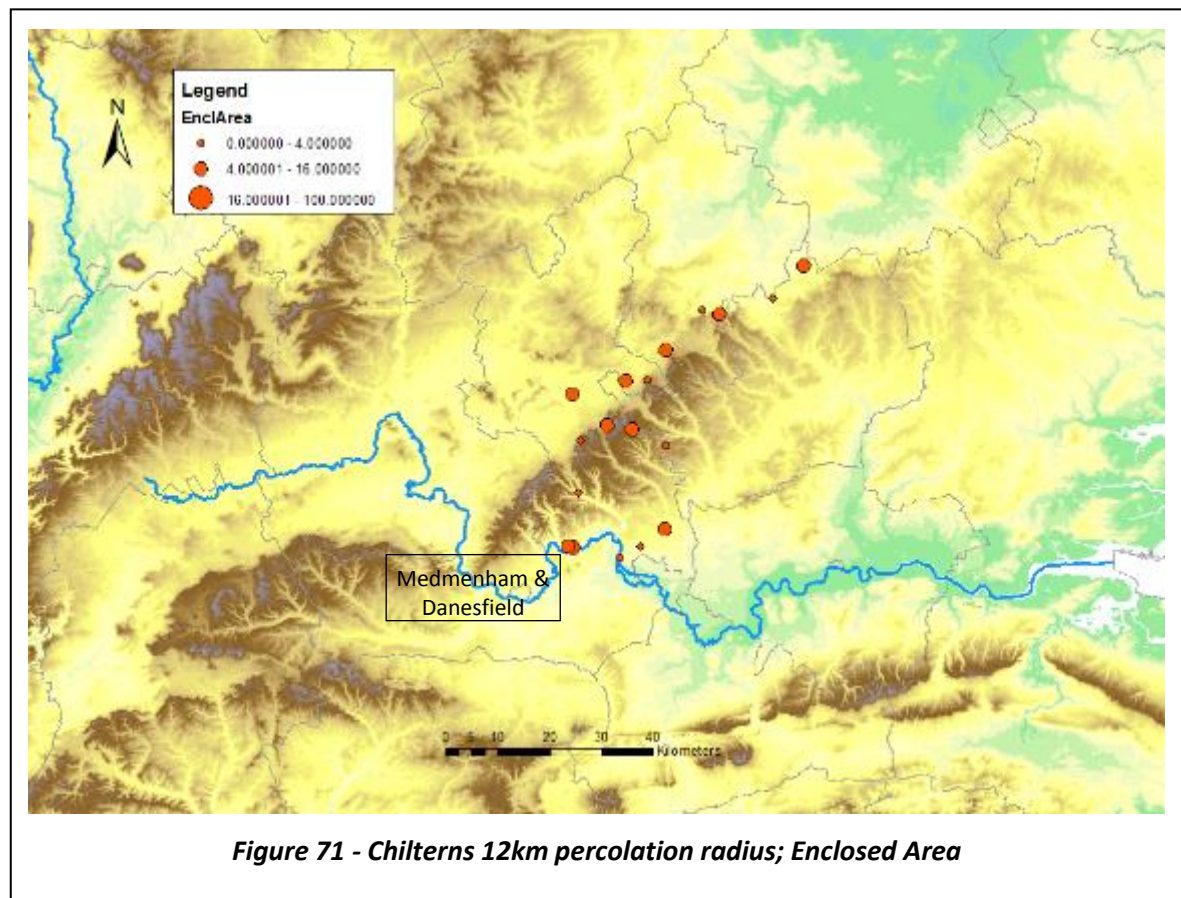 Legend
EnclArea
0.000000 - 4.000000
4.000001 - 16.000000
16.000001 - 100.000000
N
Medmenham &
Danesfield
0 5 10 20 30 40
Kilometers
Figure 71 - Chilterns 12km percolation radius; Enclosed Area